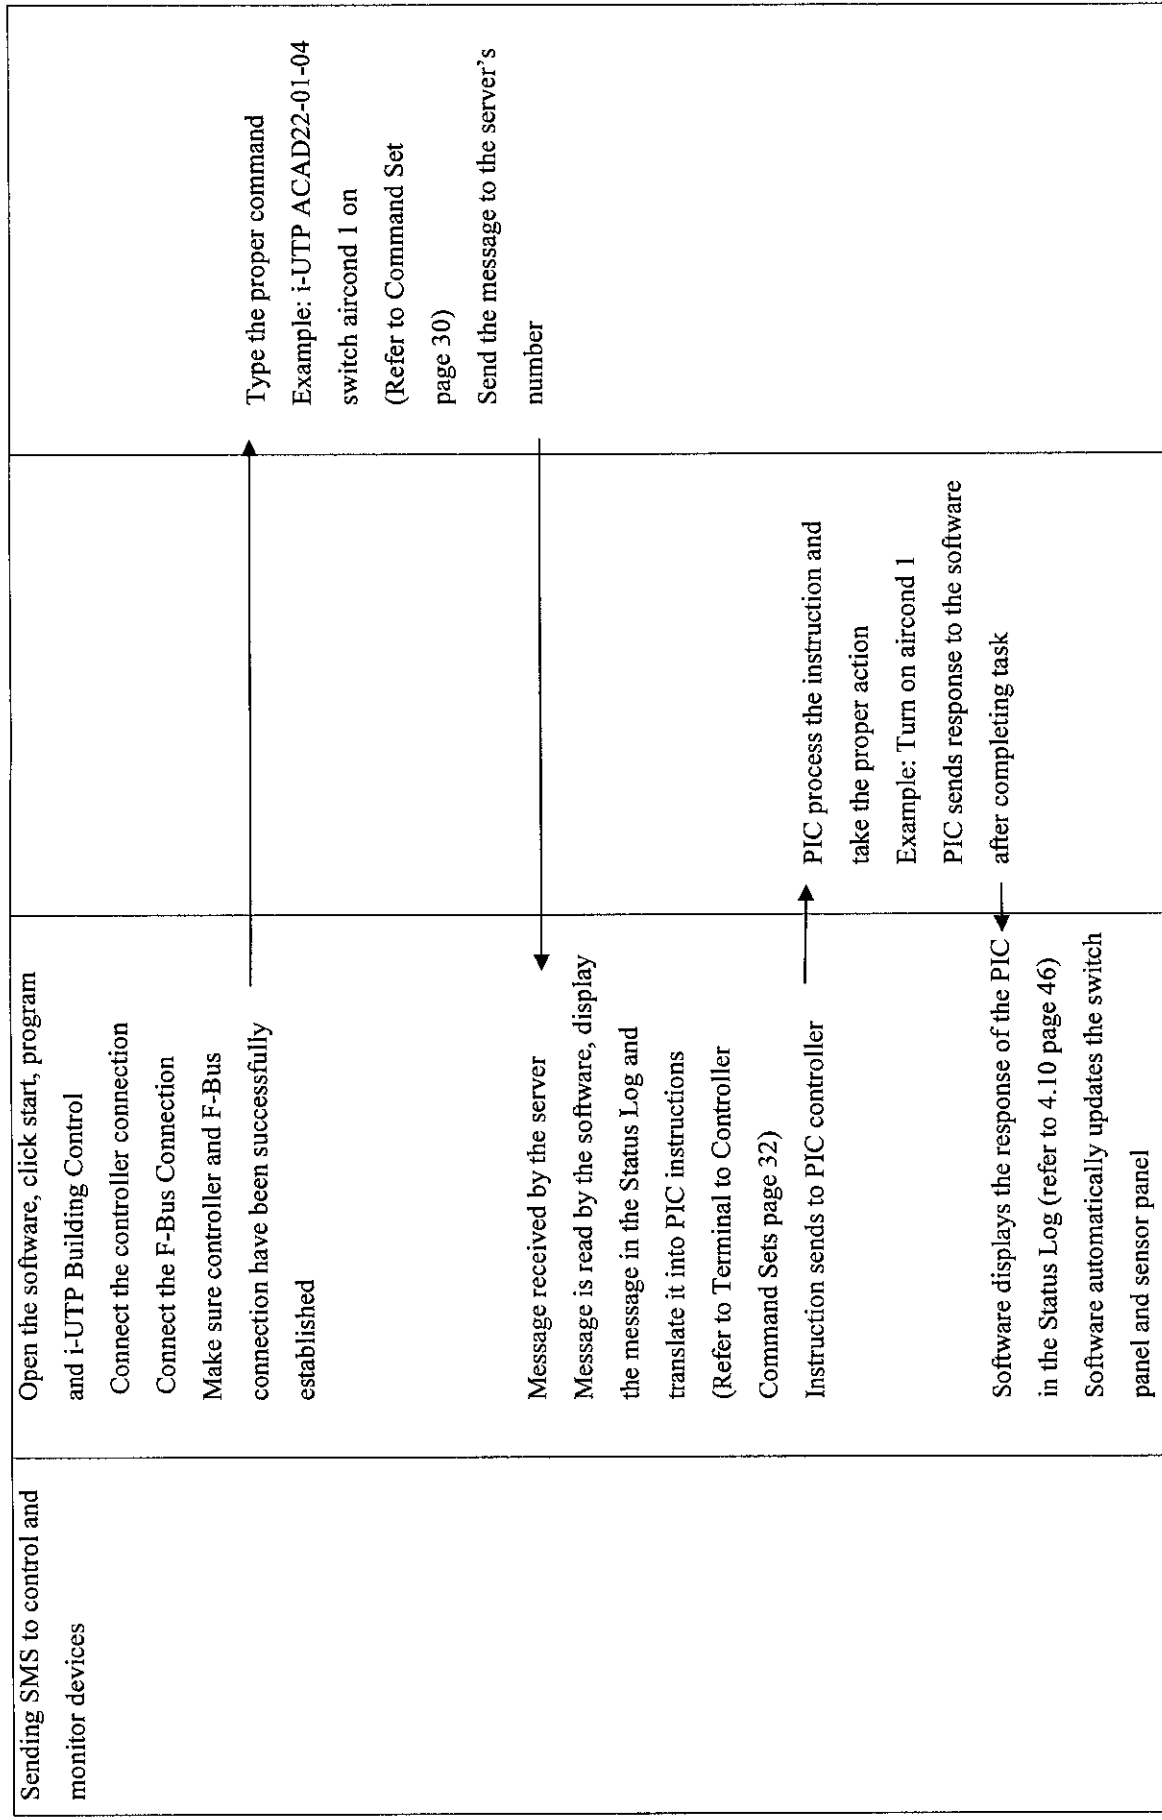 Sending SMS to control and
monitor devices
Open the software, click start, program
and i-UTP Building Control
Connect the controller connection
Connect the F-Bus Connection
Make sure controller and F-Bus
connection have been successfully
established
Type the proper command
Example: i-UTP ACAD22-01-04
switch aircond 1 on
(Refer to Command Set
page 30)
Send the message to the server's
number
Message received by the server
Message is read by the software, display
the message in the Status Log and
translate it into PIC instructions
(Refer to Terminal to Controller
Command Sets page 32)
Instruction sends to PIC controller
PIC process the instruction and
take the proper action
Example: Turn on aircond 1
PIC sends response to the software
after completing task
Software displays the response of the PIC
in the Status Log (refer to 4.10 page 46)
Software automatically updates the switch
panel and sensor panel